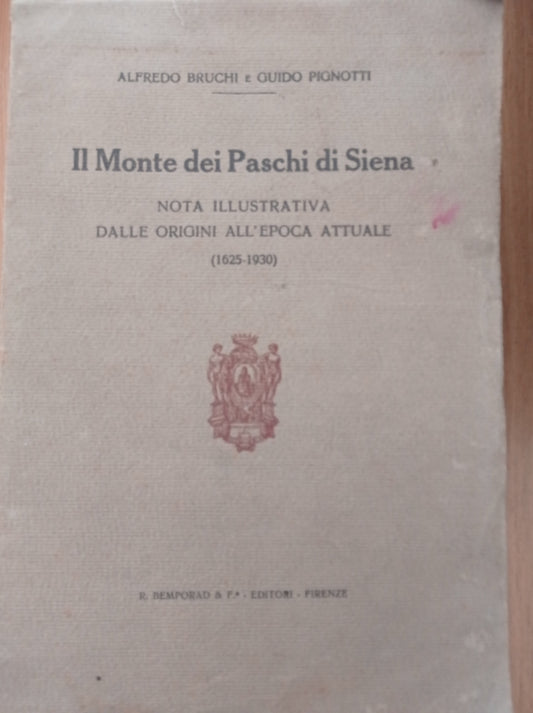 ALFREDO BRUCHI E GUIDO PIGNOTTI
Il Monte dei Paschi di Siena
NOTA ILLUSTRATIVA
DALLE ORIGINI ALL'EPOCA ATTUALE
(1625-1930)
R. BEMPORAD & F.º - EDITORI - FIRENZE